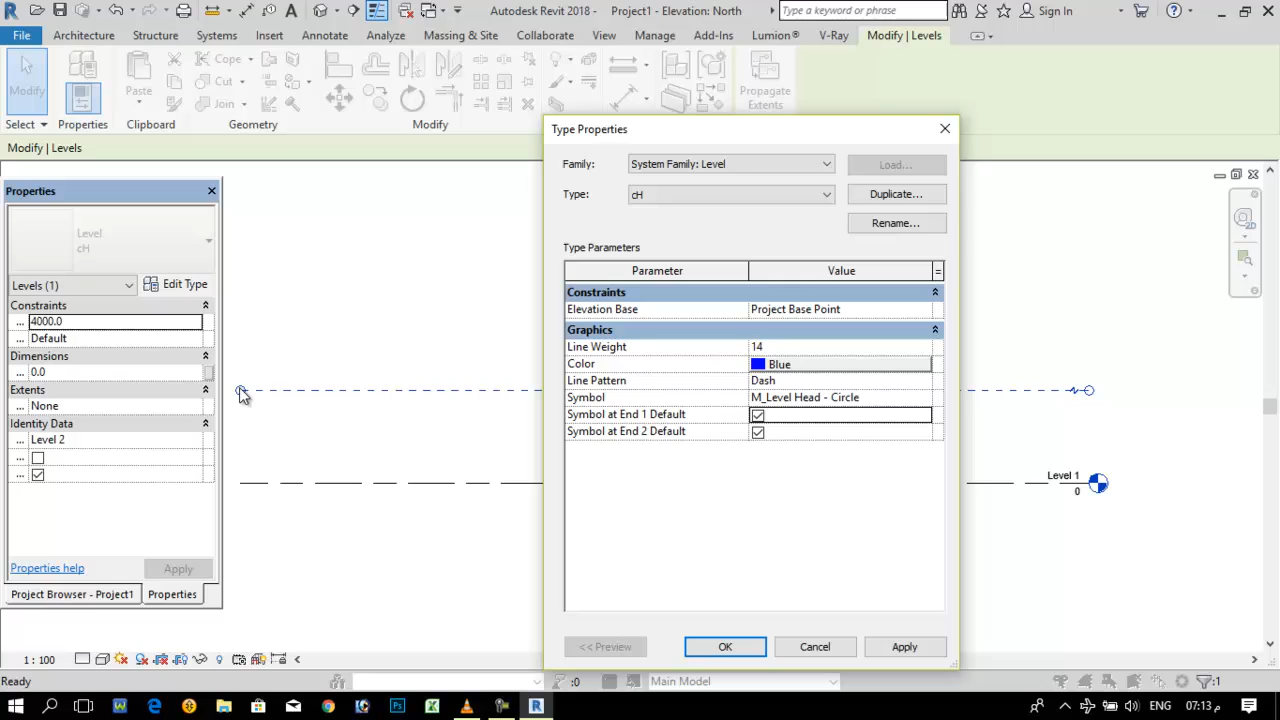 Autodesk Revit 2018 - Project1 - Elevation: North
Type a keyword or phrase
Sign In
File Architecture Structure Systems Insert Annotate Analyze Massing & Site Collaborate View Manage Add-Ins Lumion® V-Ray Modify | Levels
Modify
Paste
Cope
Cut
Join
Propagate
Extents
Select Properties Clipboard Geometry Modify
Modify | Levels
Properties
Level
cH
Levels (1) Edit Type
Constraints
... 4000.0
... Default
Dimensions
... 0.0
Extents
... None
Identity Data
... Level 2
...
...
Properties help Apply
Project Browser - Project1 Properties
Type Properties
Family: System Family: Level Load...
Type: cH Duplicate...
Rename...
Type Parameters
Parameter Value =
Constraints
Elevation Base Project Base Point
Graphics
Line Weight 14
Color Blue
Line Pattern Dash
Symbol M_Level Head - Circle
Symbol at End 1 Default
Symbol at End 2 Default
<< Preview OK Cancel Apply
Level 1
0
2D
1 : 100
Ready :0 Main Model :1
ENG 07:13 م